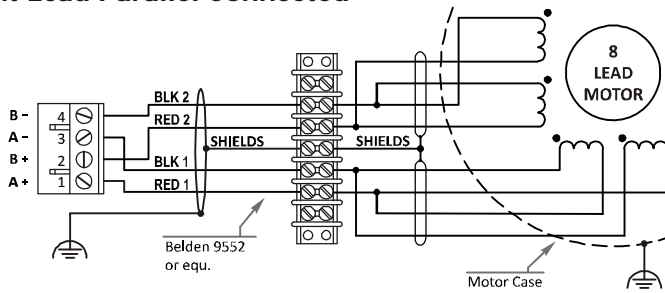 Lead Parallel Connected
8
LEAD
MOTOR
B - 4
A - 3
B + 2
A + 1
BLK 2
RED 2
SHIELDS
SHIELDS
BLK 1
RED 1
Belden 9552
or equ.
Motor Case